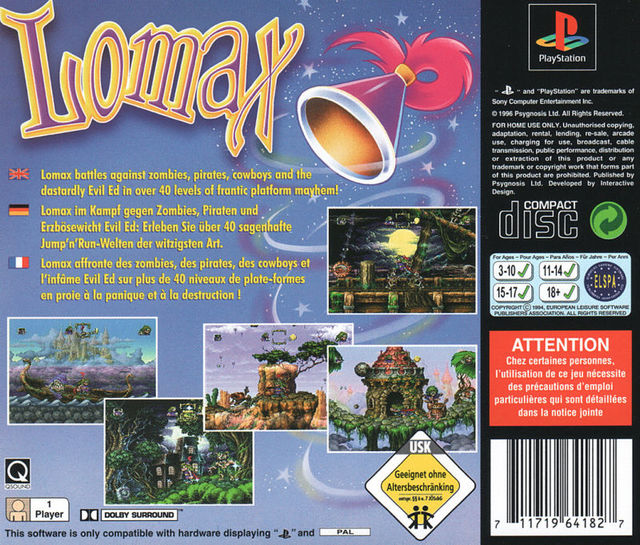 Lomax
Lomax battles against zombies, pirates, cowboys and the
dastardly Evil Ed in over 40 levels of frantic platform mayhem!
Lomax im Kampf gegen Zombies, Piraten und
Erzbösewicht Evil Ed: Erleben Sie über 40 sagenhafte
Jump'n'Run-Welten der witzigsten Art.
Lomax affronte des zombies, des pirates, des cowboys et
l'infâme Evil Ed sur plus de 40 niveaux de plate-formes
en proie à la panique et à la destruction !
PlayStation
" " and "PlayStation" are trademarks of
Sony Computer Entertainment Inc.
© 1996 Psygnosis Ltd. All Rights Reserved.
FOR HOME USE ONLY. Unauthorised copying,
adaptation, rental, lending, re-sale, arcade
use, charging for use, broadcast, cable
transmission, public performance, distribution
or extraction of this product or any
trademark or copyright work that forms part
of this product are prohibited. Published by
Psygnosis Ltd. Developed by Interactive
Design.
COMPACT
disc
For Ages - Pour Ages - Para Años - Für Jahre - Per Anni
3-10 11-14
15-17 18+
ELSPA
COPYRIGHT © 1994, EUROPEAN LEISURE SOFTWARE
PUBLISHERS ASSOCIATION. ALL RIGHTS RESERVED
ATTENTION
Chez certaines personnes,
l'utilisation de ce jeu nécessite
des précautions d'emploi
particulières qui sont détaillées
dans la notice jointe
USK
Geeignet ohne
Altersbeschränkung
Q
QSOUND
1
Player
DOLBY SURROUND
This software is only compatible with hardware displaying " " and PAL
7 11719 64182 7